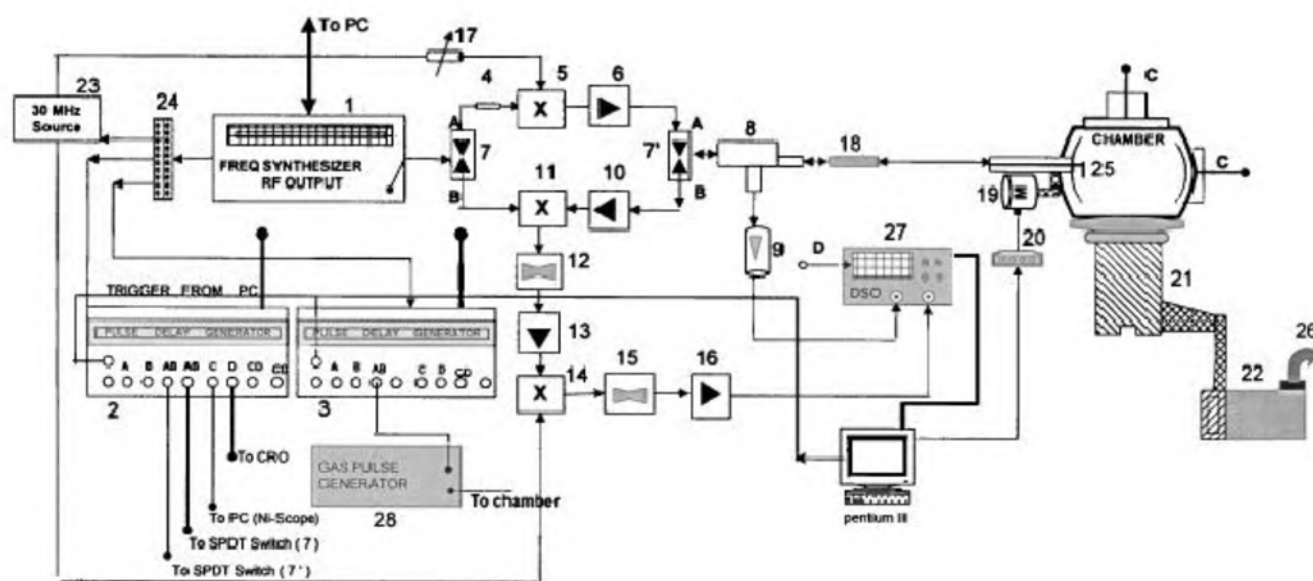 To PC
17
23
30 MHz
Source
24
1
4
5
6
X
A
7
B
FREQ SYNTHESIZER
RF OUTPUT
A
7'
B
8
18
C
CHAMBER
C
125
19
M
11
X
10
9
D
27
DSO
20
21
12
13
TRIGGER FROM PC
PULSE DELAY GENERATOR
A B AB AB C D CD CD
2
PULSE DELAY GENERATOR
A B AB C D CD
3
X
14
15
16
22
26
To CRO
GAS PULSE
GENERATOR
28
To chamber
pentium III
To PC (Ni-Scope)
To SPDT Switch ( 7 )
To SPDT Switch ( 7 ' )